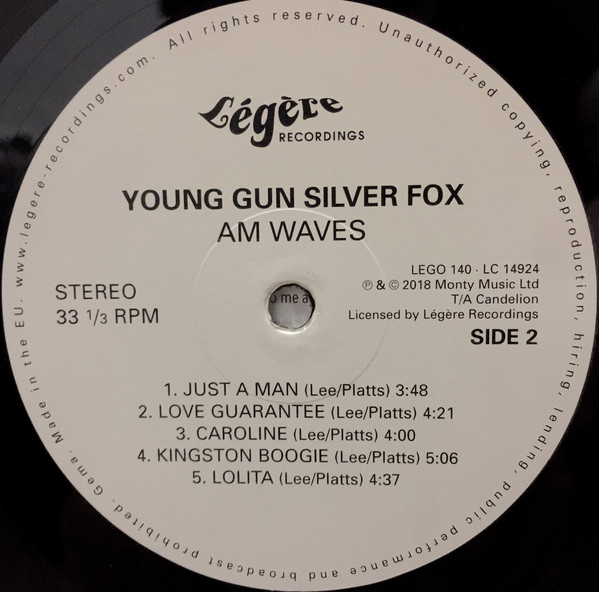 Légère
RECORDINGS
YOUNG GUN SILVER FOX
AM WAVES
STEREO
33 1/3 RPM
LEGO 140 · LC 14924
℗ & © 2018 Monty Music Ltd
T/A Candelion
Licensed by Légère Recordings
SIDE 2
o me a
1. JUST A MAN (Lee/Platts) 3:48
2. LOVE GUARANTEE (Lee/Platts) 4:21
3. CAROLINE (Lee/Platts) 4:00
4. KINGSTON BOOGIE (Lee/Platts) 5:06
5. LOLITA (Lee/Platts) 4:37
Made in the EU. www.legere-recordings.com. All rights reserved. Unauthorized copying, reproduction, hiring, lending, public performance and broadcast prohibited. Gema.